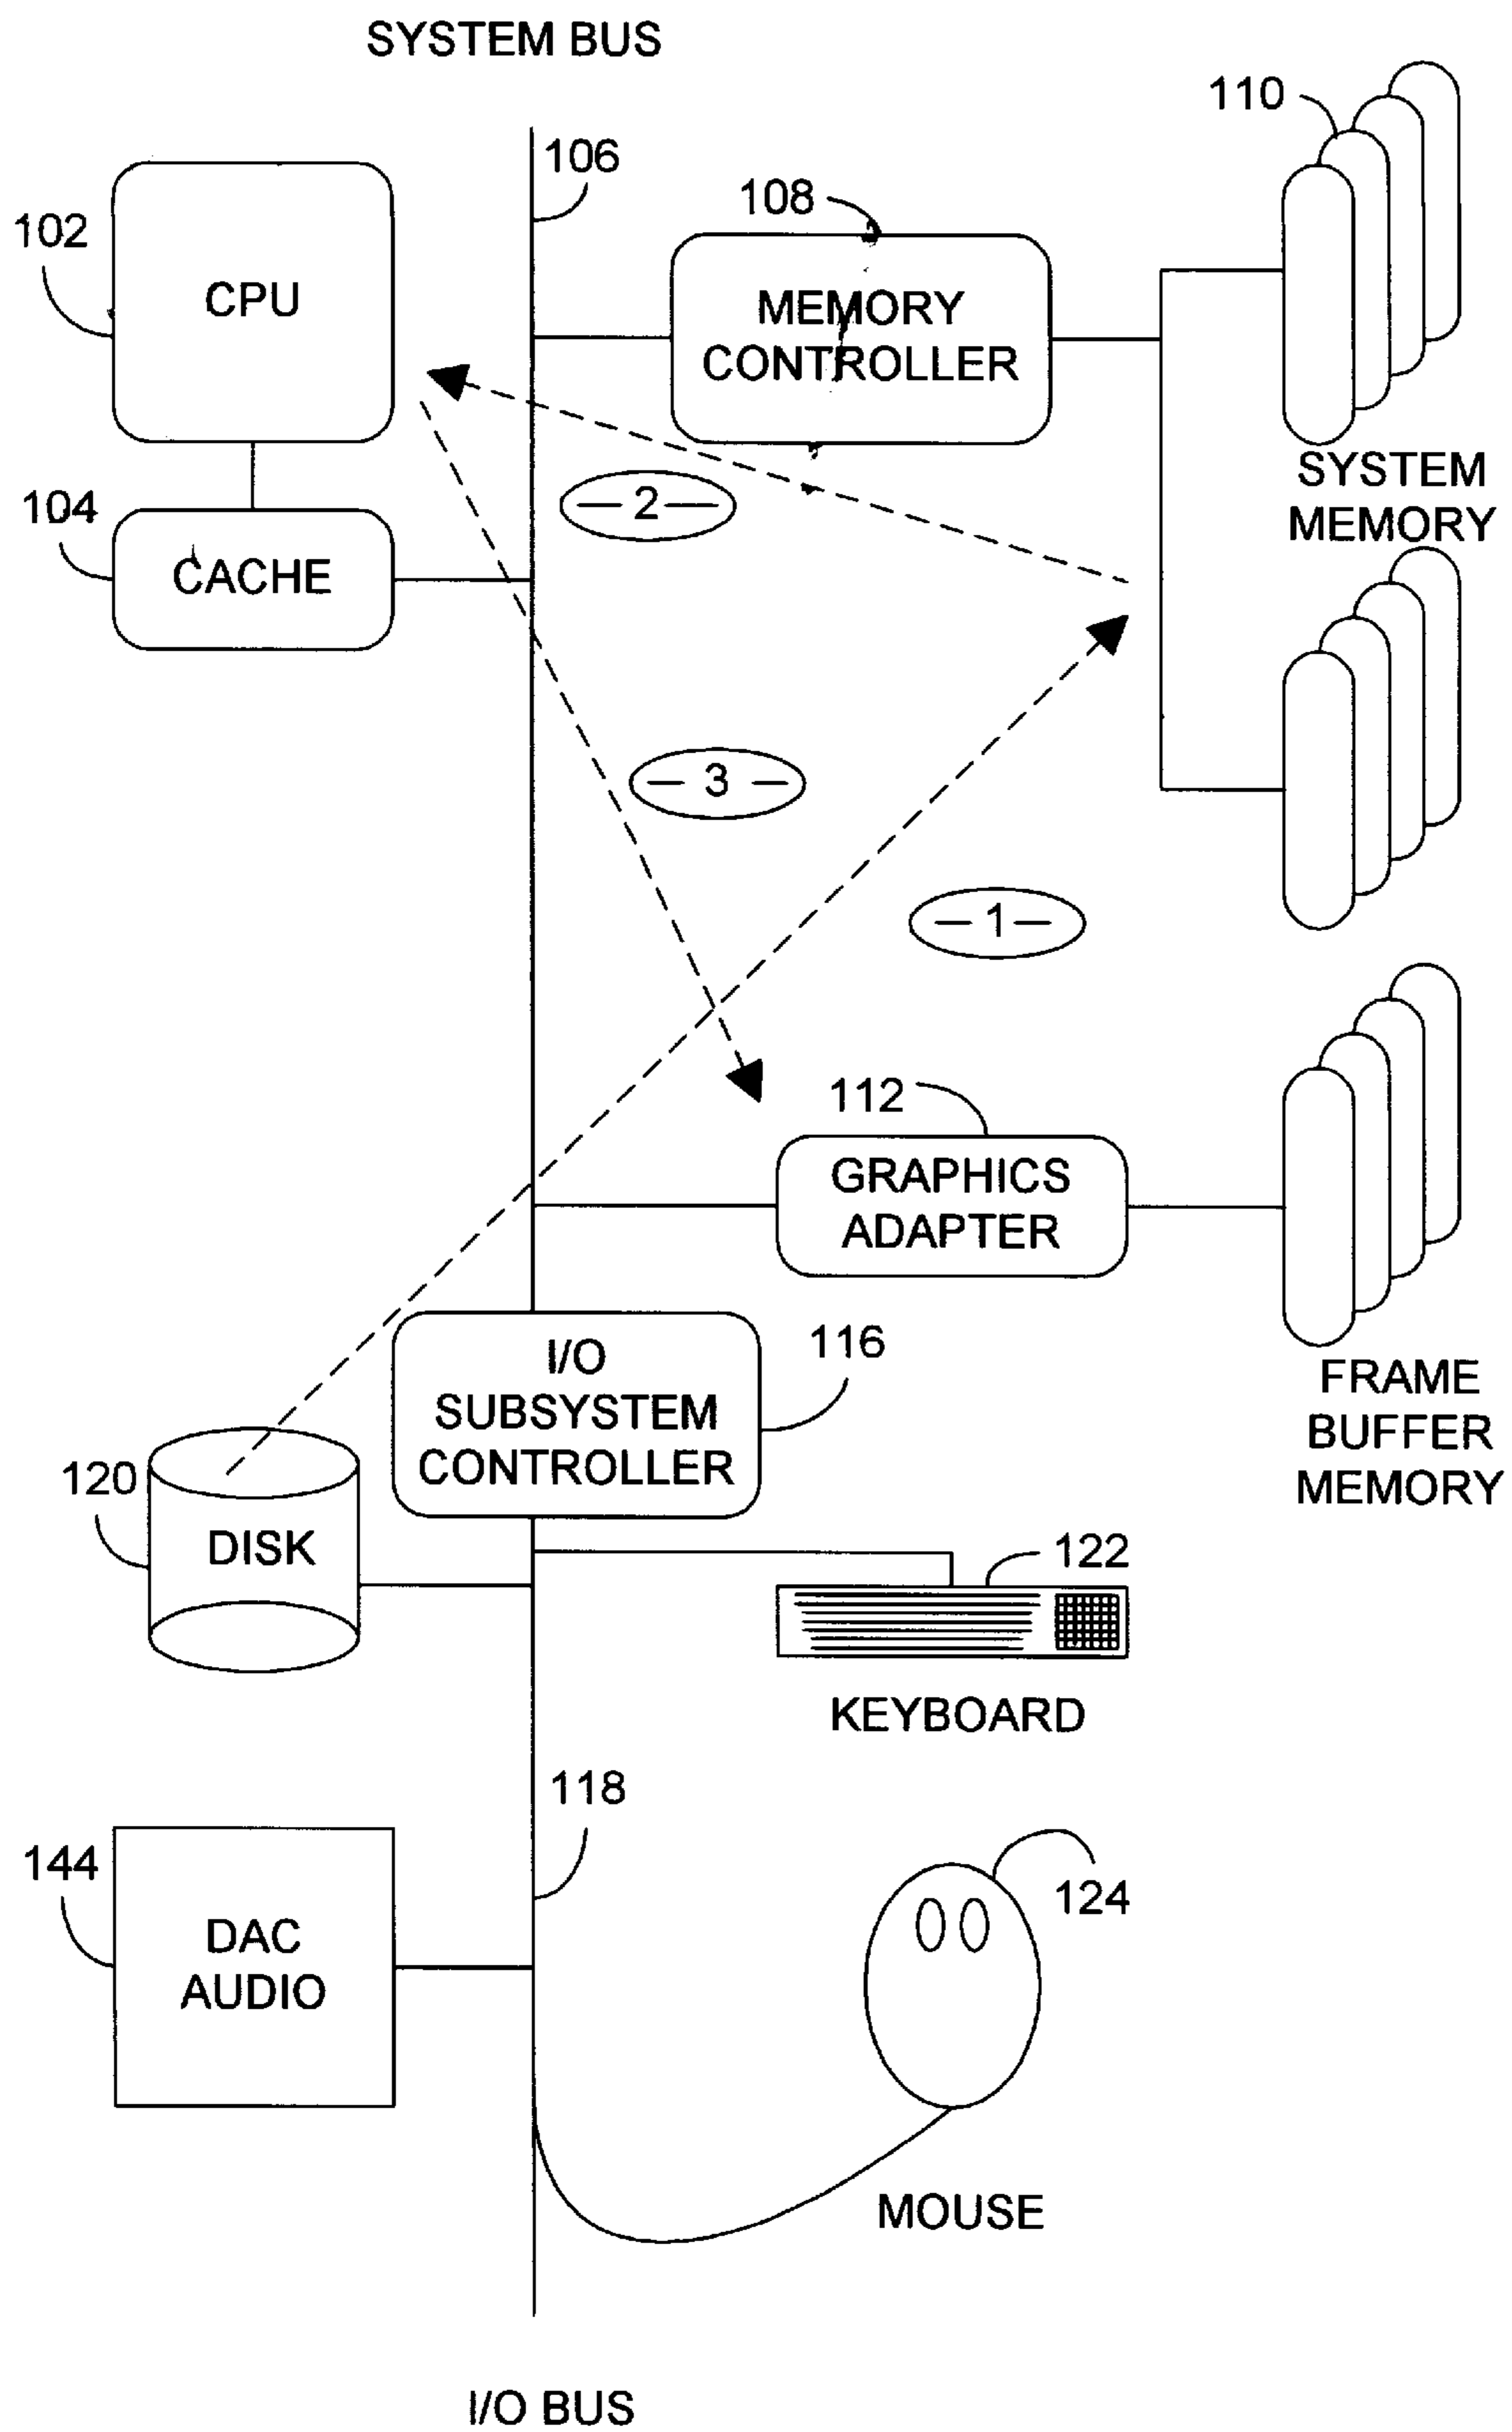 SYSTEM BUS
110
106
108
102
CPU
MEMORY
CONTROLLER
SYSTEM
MEMORY
104
CACHE
2
3
1
112
GRAPHICS
ADAPTER
I/O
SUBSYSTEM
CONTROLLER
116
FRAME
BUFFER
MEMORY
120
DISK
122
KEYBOARD
118
144
DAC
AUDIO
124
MOUSE
I/O BUS